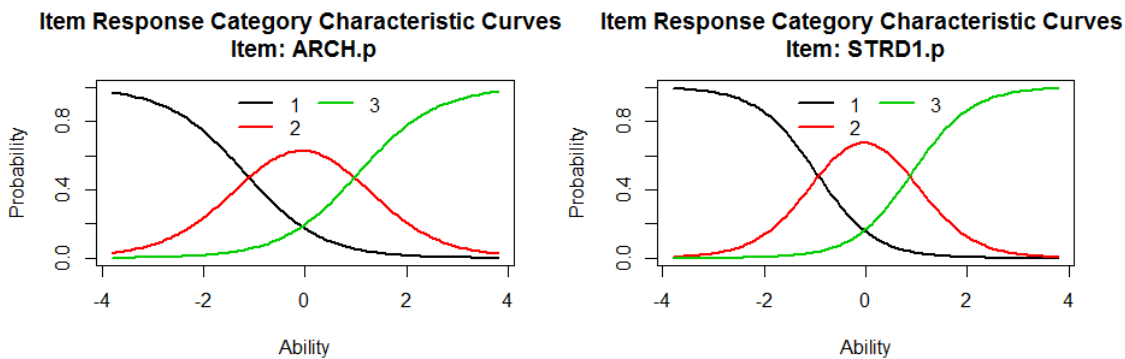 Item Response Category Characteristic Curves
Item: ARCH.p
Probability
0.8
0.4
0.0
1
3
2
-4
-2
0
2
4
Ability
Item Response Category Characteristic Curves
Item: STRD1.p
Probability
0.8
0.4
0.0
1
3
2
-4
-2
0
2
4
Ability